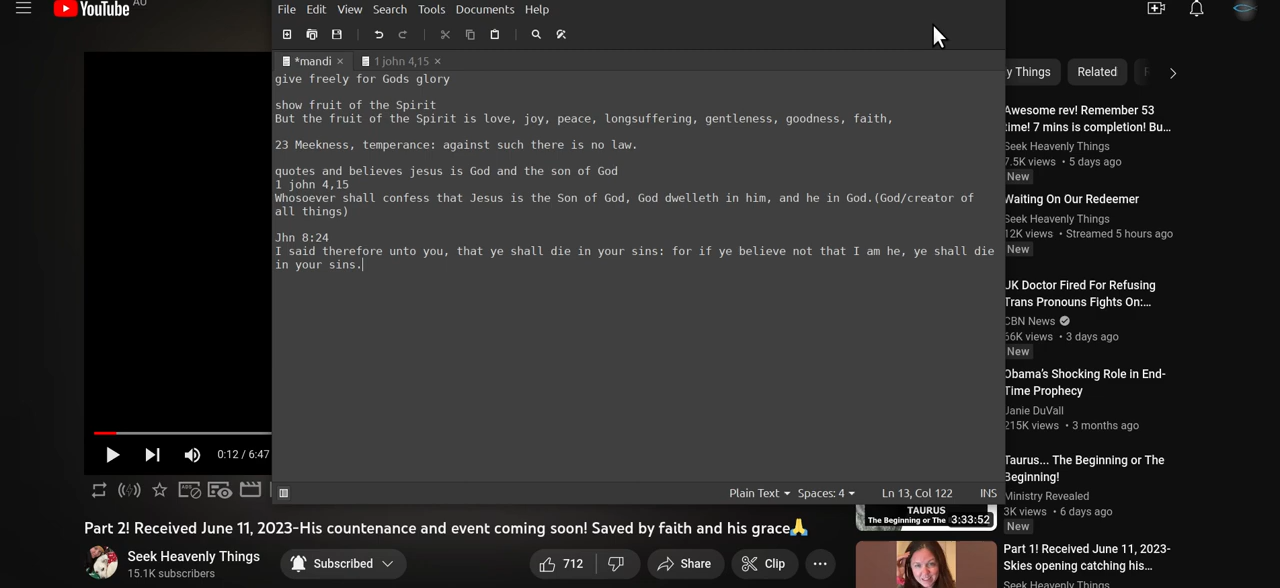 YouTube AU
File Edit View Search Tools Documents Help
*mandi
1 john 4,15
give freely for Gods glory
show fruit of the Spirit
But the fruit of the Spirit is love, joy, peace, longsuffering, gentleness, goodness, faith,
23 Meekness, temperance: against such there is no law.
quotes and believes jesus is God and the son of God
1 john 4,15
Whosoever shall confess that Jesus is the Son of God, God dwelleth in him, and he in God.(God/creator of
all things)
Jhn 8:24
I said therefore unto you, that ye shall die in your sins: for if ye believe not that I am he, ye shall die
in your sins.
Plain Text Spaces: 4 Ln 13, Col 122 INS
0:12 / 6:47
Part 2! Received June 11, 2023-His countenance and event coming soon! Saved by faith and his grace🙏
Seek Heavenly Things
15.1K subscribers
Subscribed
712
Share
Clip
y Things
Related
Awesome rev! Remember 53
time! 7 mins is completion! Bu...
Seek Heavenly Things
7.5K views • 5 days ago
New
Waiting On Our Redeemer
Seek Heavenly Things
12K views • Streamed 5 hours ago
New
UK Doctor Fired For Refusing
Trans Pronouns Fights On:...
CBN News
66K views • 3 days ago
New
Obama's Shocking Role in End-
Time Prophecy
Janie DuVall
215K views • 3 months ago
Taurus... The Beginning or The
Beginning!
Ministry Revealed
3K views • 6 days ago
New
TAURUS
The Beginning or The
3:33:52
Part 1! Received June 11, 2023-
Skies opening catching his...
Seek Heavenly Things